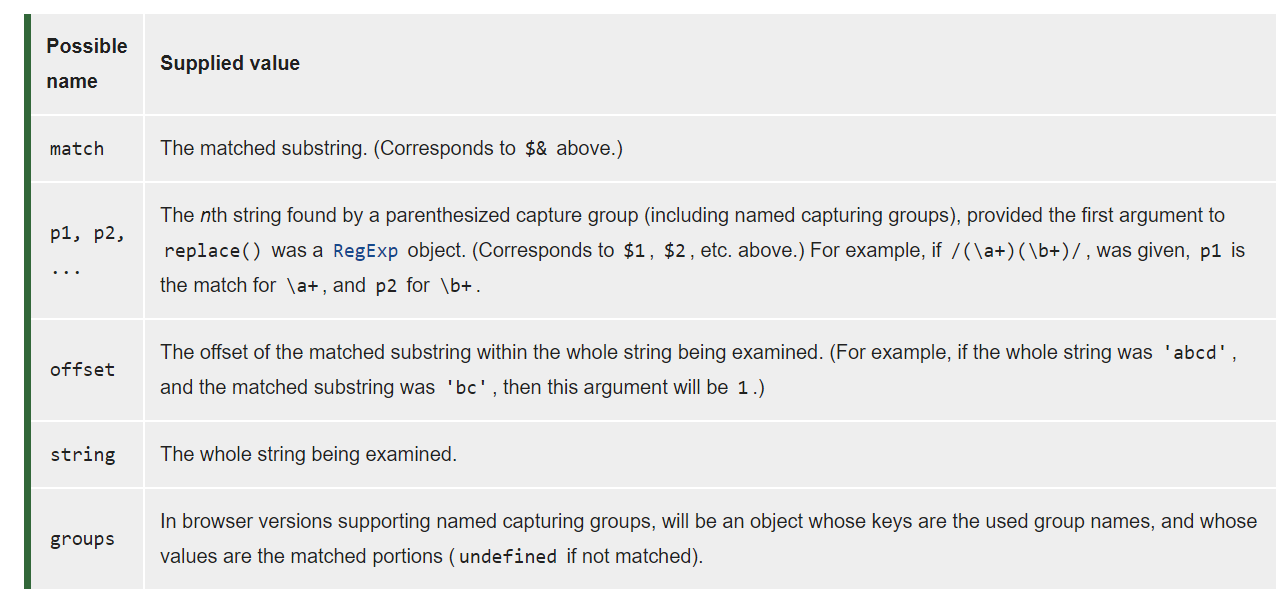 Possible name
Supplied value
match
The matched substring. (Corresponds to $& above.)
p1, p2, ...
The nth string found by a parenthesized capture group (including named capturing groups), provided the first argument to
replace() was a RegExp object. (Corresponds to $1, $2, etc. above.) For example, if /(\a+)(\b+)/, was given, p1 is
the match for \a+, and p2 for \b+.
offset
The offset of the matched substring within the whole string being examined. (For example, if the whole string was 'abcd',
and the matched substring was 'bc', then this argument will be 1.)
string
The whole string being examined.
groups
In browser versions supporting named capturing groups, will be an object whose keys are the used group names, and whose
values are the matched portions (undefined if not matched).